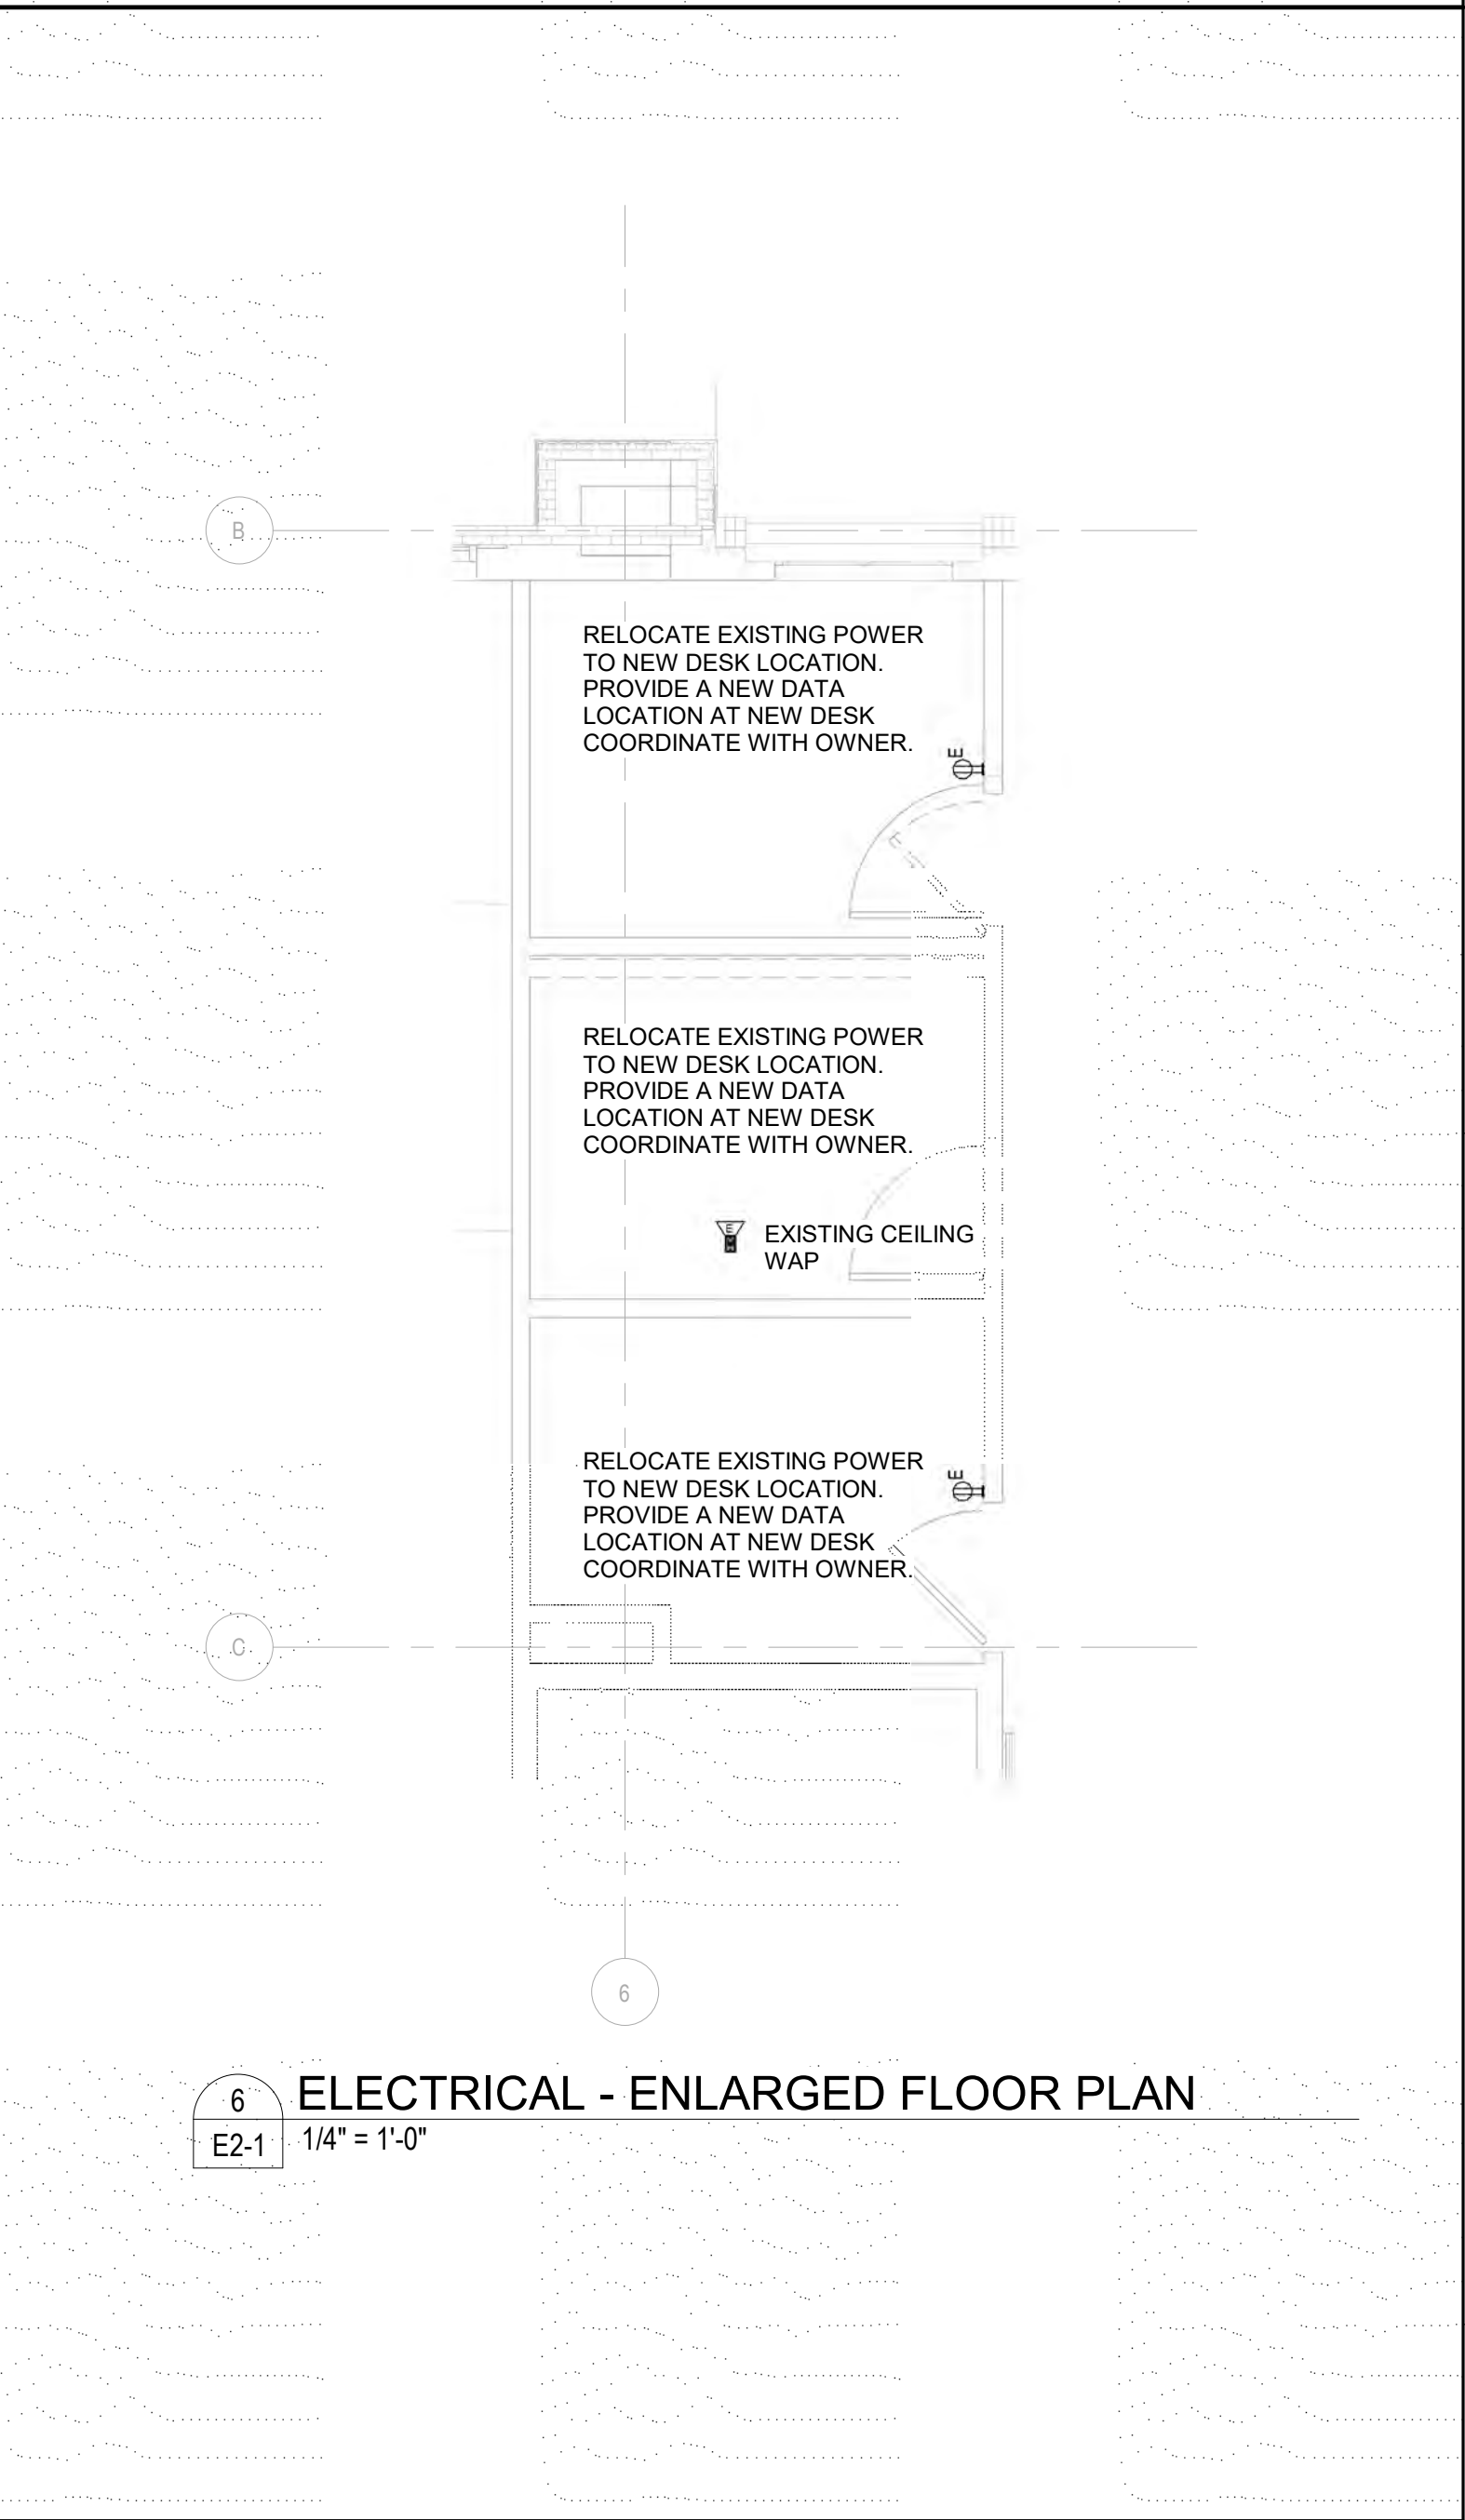 B
RELOCATE EXISTING POWER
TO NEW DESK LOCATION.
PROVIDE A NEW DATA
LOCATION AT NEW DESK
COORDINATE WITH OWNER.
E
RELOCATE EXISTING POWER
TO NEW DESK LOCATION.
PROVIDE A NEW DATA
LOCATION AT NEW DESK
COORDINATE WITH OWNER.
E
EXISTING CEILING
WAP
RELOCATE EXISTING POWER
TO NEW DESK LOCATION.
PROVIDE A NEW DATA
LOCATION AT NEW DESK
COORDINATE WITH OWNER.
E
C
6
6
ELECTRICAL - ENLARGED FLOOR PLAN
E2-1
1/4" = 1'-0"